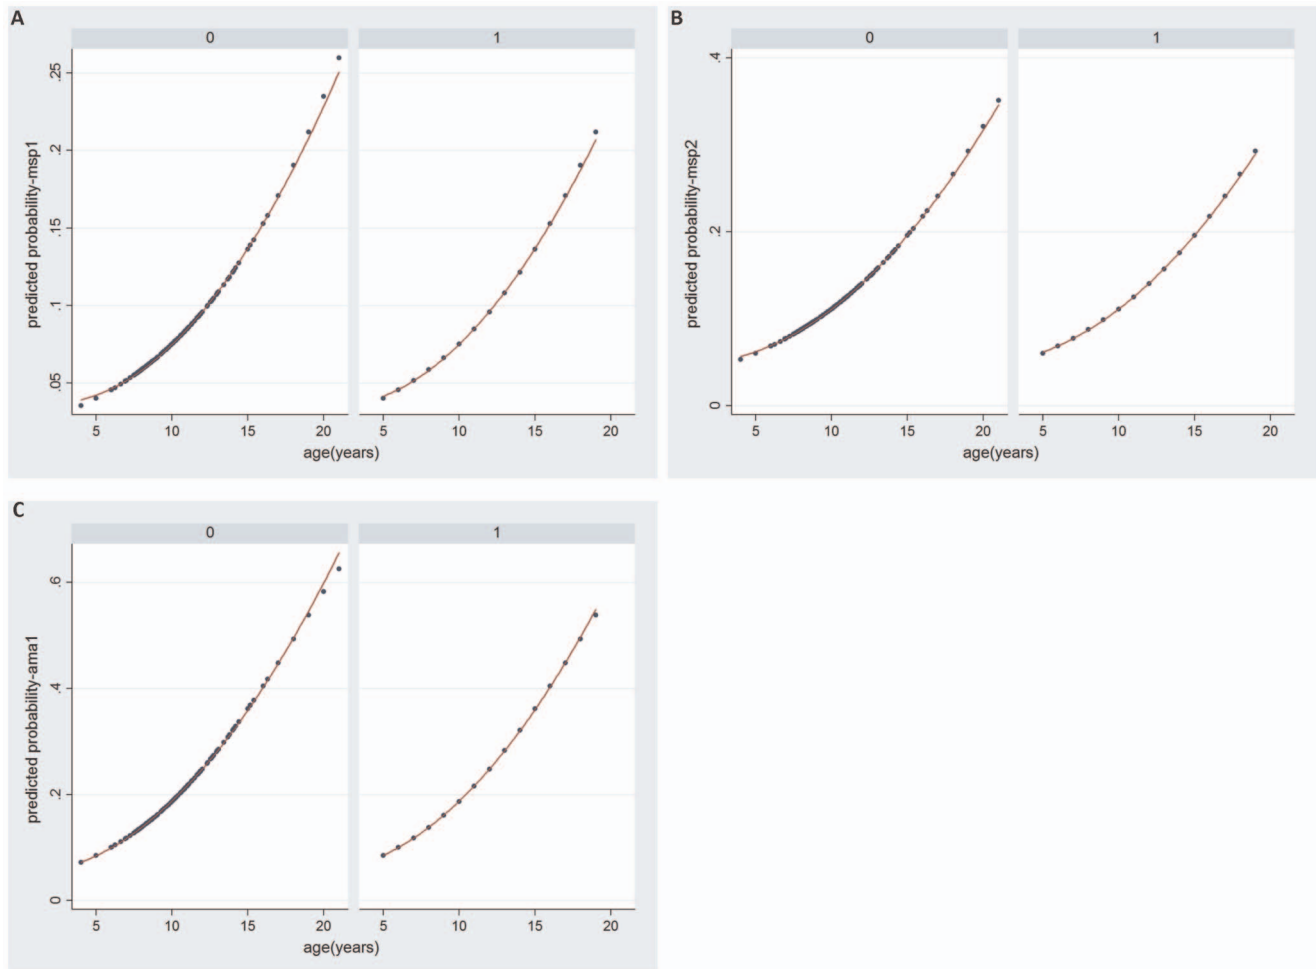 A
0 1
.25
.2
.15
.1
.05
predicted probability-msp1
5 10 15 20 5 10 15 20
age(years)
B
0 1
.4
.2
0
predicted probability-msp2
5 10 15 20 5 10 15 20
age(years)
C
0 1
.6
.4
.2
0
predicted probability-ama1
5 10 15 20 5 10 15 20
age(years)